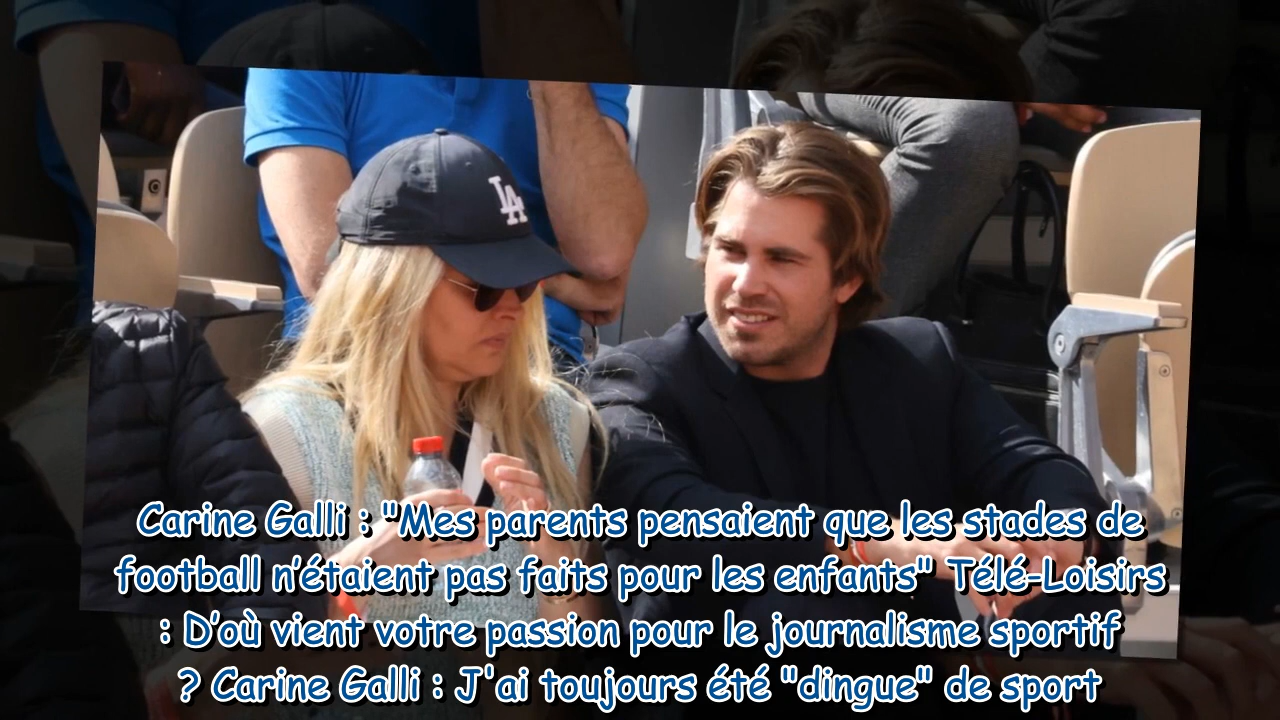 LA
Carine Galli : "Mes parents pensaient que les stades de
football n’étaient pas faits pour les enfants" Télé-Loisirs
: D’où vient votre passion pour le journalisme sportif
? Carine Galli : J'ai toujours été "dingue" de sport